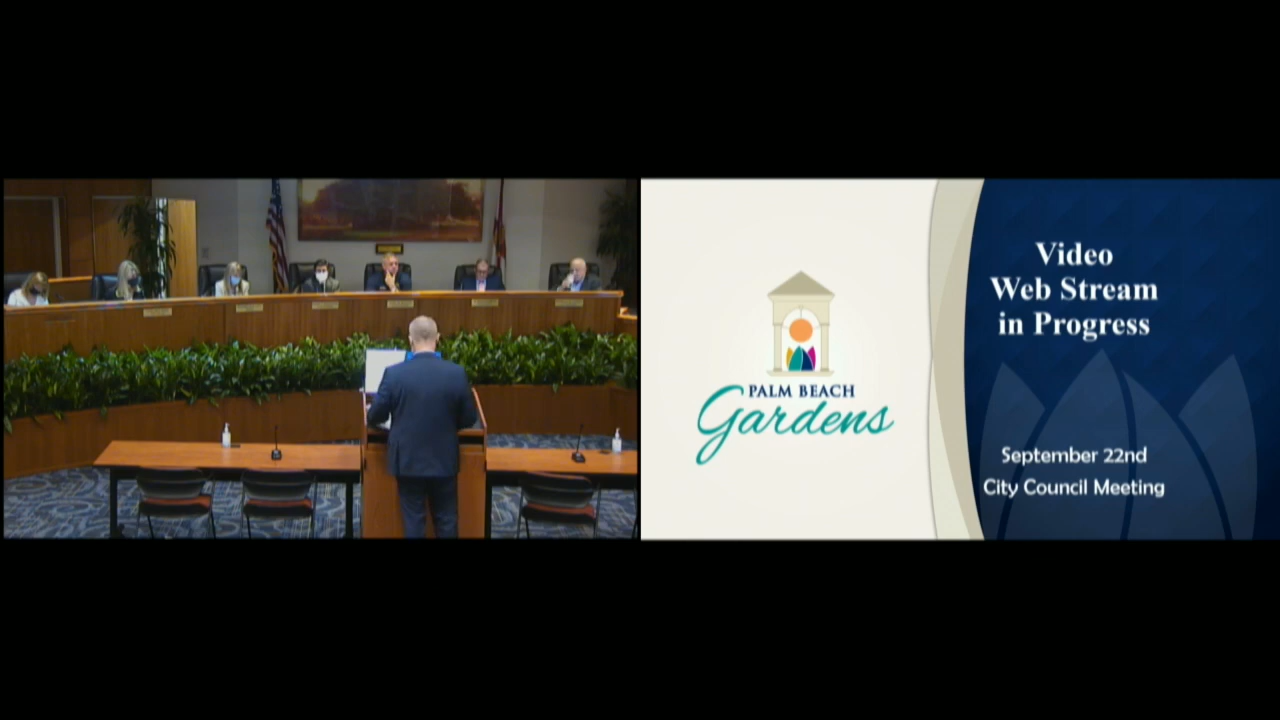 PALM BEACH
Gardens
Video
Web Stream
in Progress
September 22nd
City Council Meeting